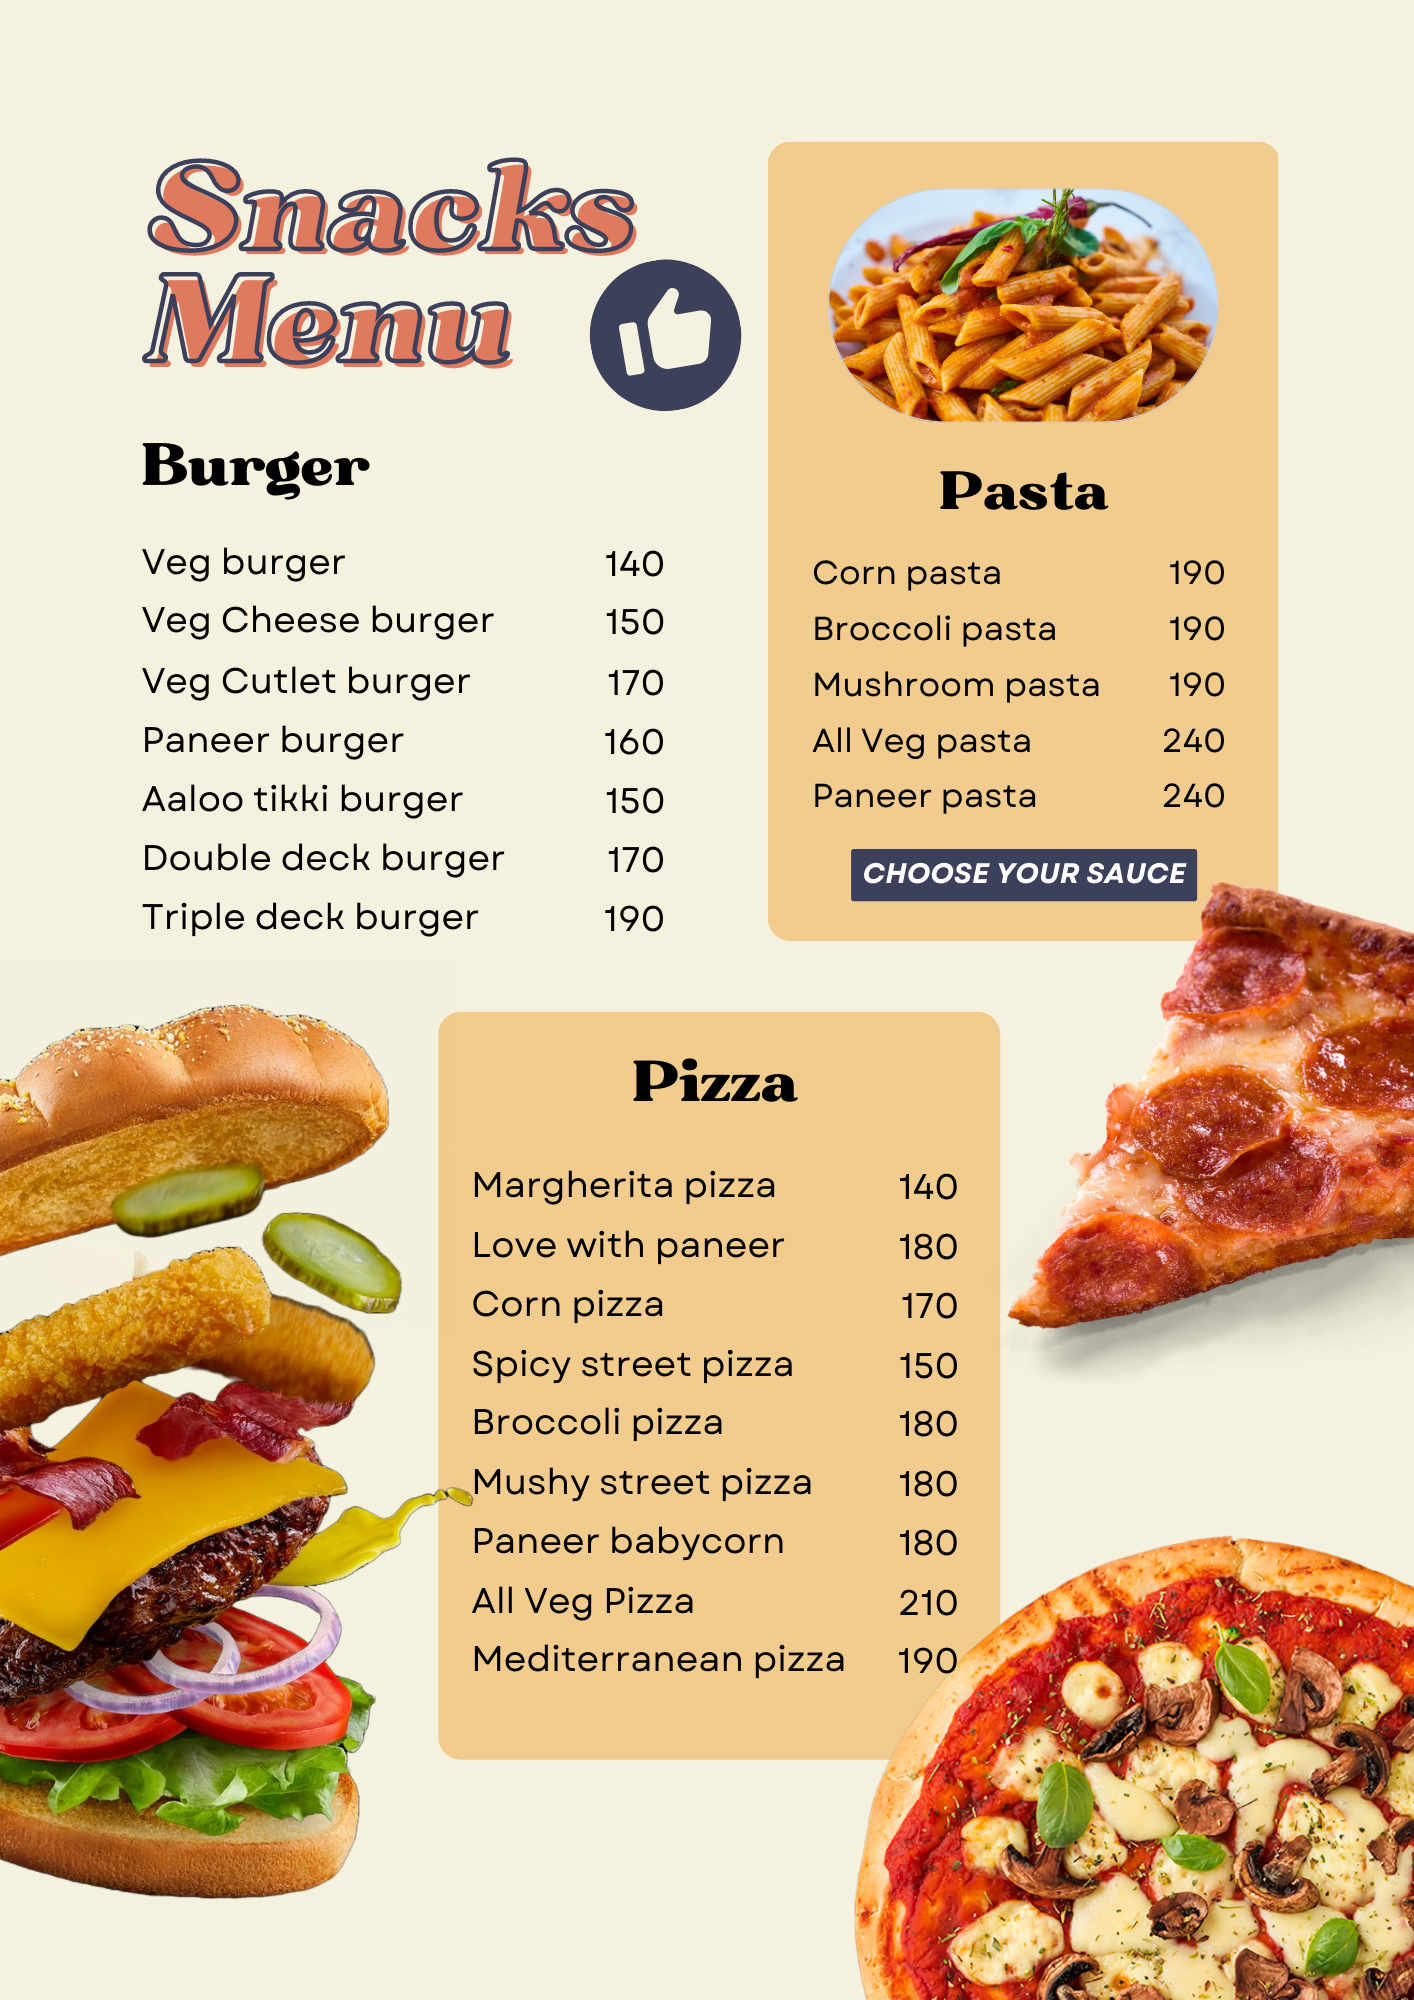 Snacks
Menu
Burger
Veg burger 140
Veg Cheese burger 150
Veg Cutlet burger 170
Paneer burger 160
Aaloo tikki burger 150
Double deck burger 170
Triple deck burger 190
Pasta
Corn pasta 190
Broccoli pasta 190
Mushroom pasta 190
All Veg pasta 240
Paneer pasta 240
CHOOSE YOUR SAUCE
Pizza
Margherita pizza 140
Love with paneer 180
Corn pizza 170
Spicy street pizza 150
Broccoli pizza 180
Mushy street pizza 180
Paneer babycorn 180
All Veg Pizza 210
Mediterranean pizza 190